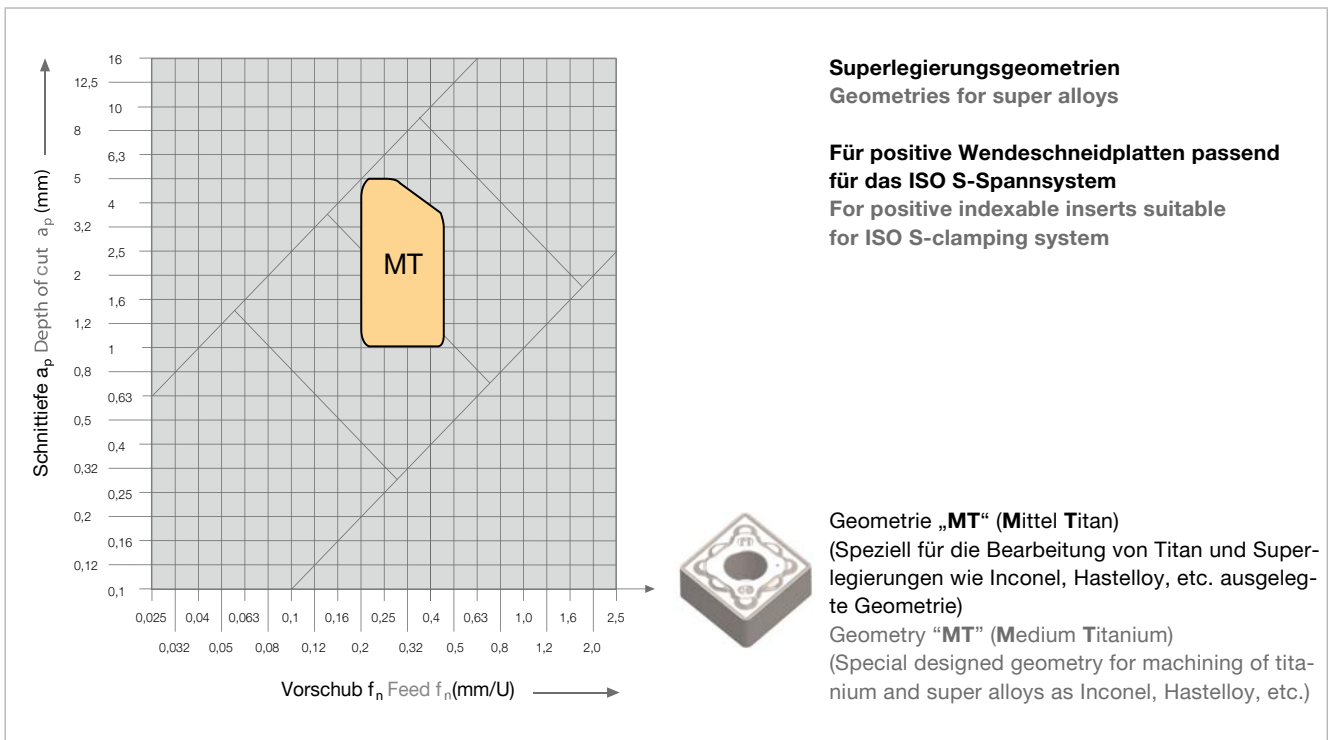 16
12,5
10
8
6,3
5
4
3,2
2,5
2
1,6
1,2
1
0,8
0,63
0,5
0,4
0,32
0,25
0,2
0,16
0,12
0,1
Schnittiefe ap Depth of cut ap (mm)
MT
0,025 0,04 0,063 0,1 0,16 0,25 0,4 0,63 1,0 1,6 2,5
0,032 0,05 0,08 0,12 0,2 0,32 0,5 0,8 1,2 2,0
Vorschub fn Feed fn(mm/U)
Superlegierungsgeometrien
Geometries for super alloys
Für positive Wendeschneidplatten passend
für das ISO S-Spannsystem
For positive indexable inserts suitable
for ISO S-clamping system
Geometrie „MT“ (Mittel Titan)
(Speziell für die Bearbeitung von Titan und Super-
legierungen wie Inconel, Hastelloy, etc. ausgeleg-
te Geometrie)
Geometry “MT” (Medium Titanium)
(Special designed geometry for machining of tita-
nium and super alloys as Inconel, Hastelloy, etc.)